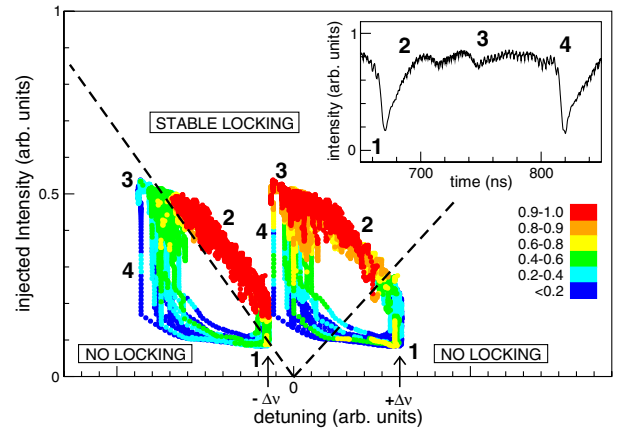 1
injected Intensity (arb. units)
0.5
0
STABLE LOCKING
3
2
4
1
3
2
4
1
NO LOCKING
NO LOCKING
- Δν
0
+Δν
detuning (arb. units)
1
intensity (arb. units)
0
2
3
4
1
700
800
time (ns)
0.9-1.0
0.8-0.9
0.6-0.8
0.4-0.6
0.2-0.4
<0.2